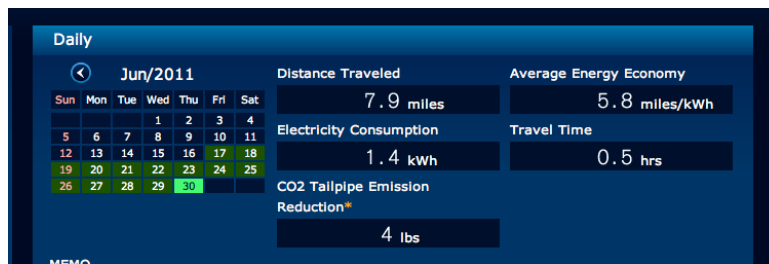 Daily
Jun/2011
Sun Mon Tue Wed Thu Fri Sat
1 2 3 4
5 6 7 8 9 10 11
12 13 14 15 16 17 18
19 20 21 22 23 24 25
26 27 28 29 30
Distance Traveled
7.9 miles
Electricity Consumption
1.4 kWh
CO2 Tailpipe Emission
Reduction*
4 lbs
Average Energy Economy
5.8 miles/kWh
Travel Time
0.5 hrs
MEMO